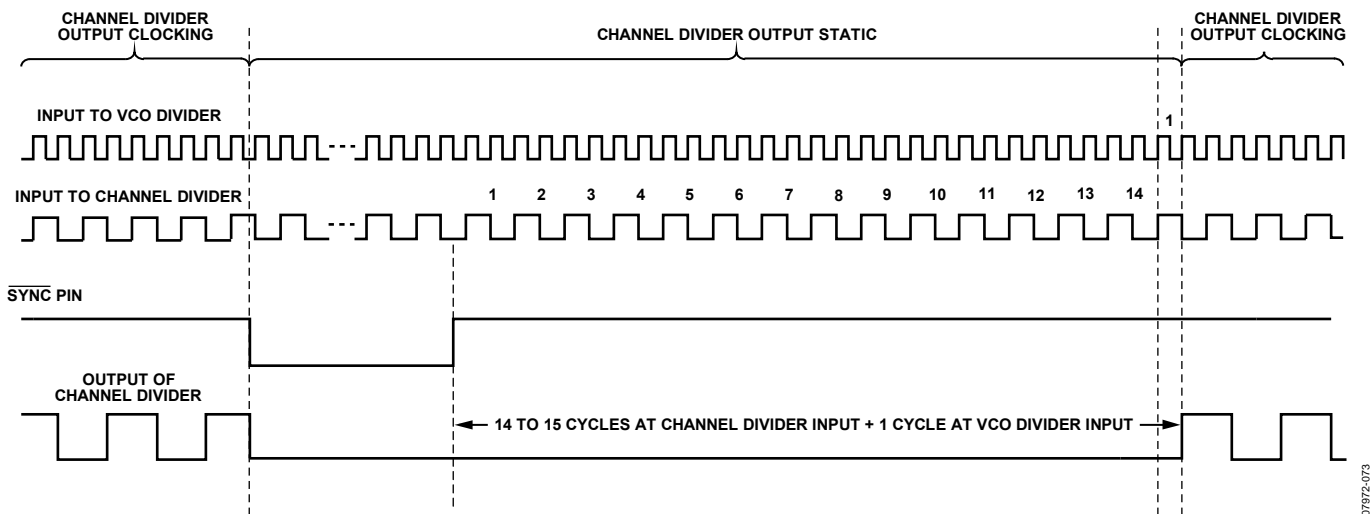 CHANNEL DIVIDER
OUTPUT CLOCKING
CHANNEL DIVIDER OUTPUT STATIC
CHANNEL DIVIDER
OUTPUT CLOCKING
INPUT TO VCO DIVIDER
1
INPUT TO CHANNEL DIVIDER
1 2 3 4 5 6 7 8 9 10 11 12 13 14
SYNC PIN
OUTPUT OF
CHANNEL DIVIDER
14 TO 15 CYCLES AT CHANNEL DIVIDER INPUT + 1 CYCLE AT VCO DIVIDER INPUT
07972-073